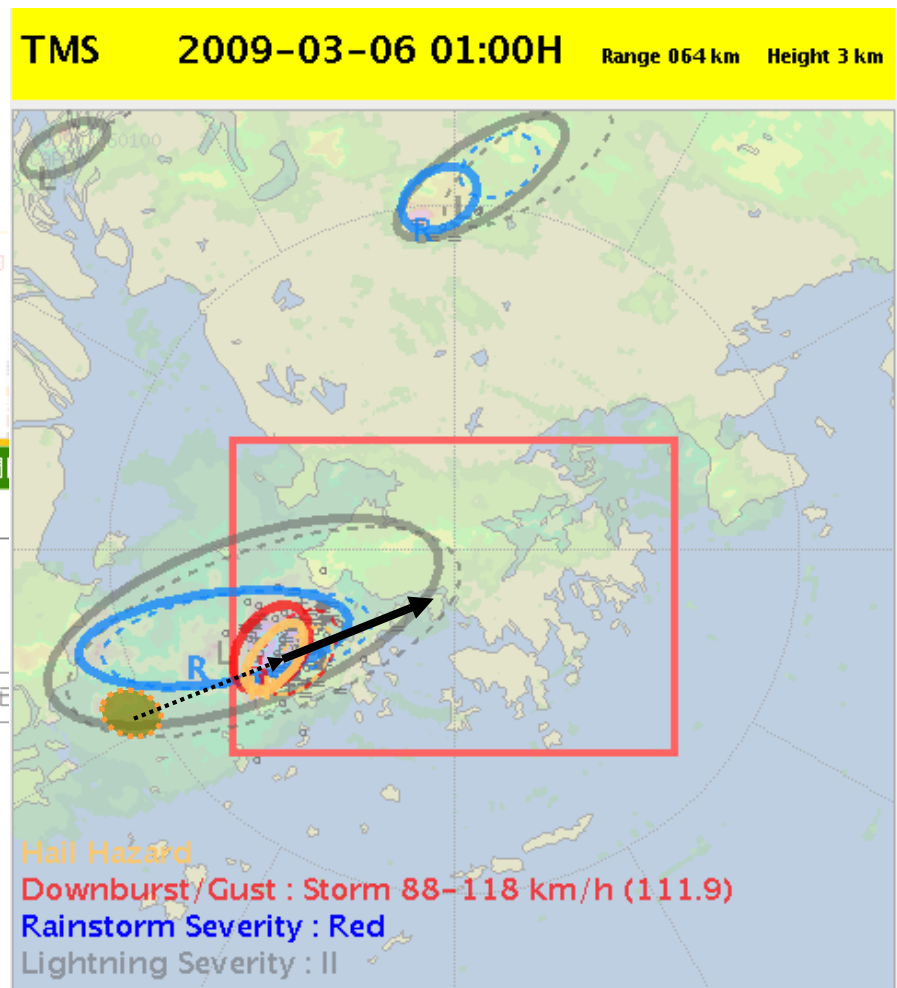 TMS 2009-03-06 01:00H Range 064 km Height 3 km
L
R
L
R
Hail Hazard
Downburst/Gust : Storm 88-118 km/h (111.9)
Rainstorm Severity : Red
Lightning Severity : II